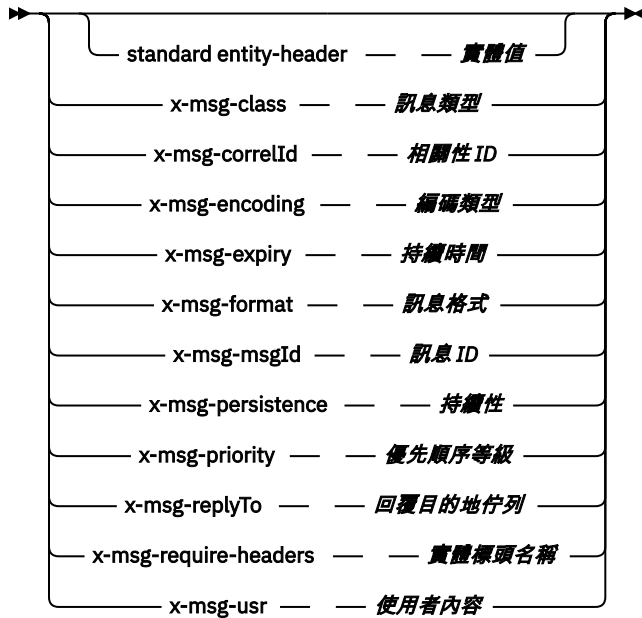 standard entity-header — 實體值
x-msg-class — 訊息類型
x-msg-correlId — 相關性 ID
x-msg-encoding — 編碼類型
x-msg-expiry — 持續時間
x-msg-format — 訊息格式
x-msg-msgId — 訊息 ID
x-msg-persistence — 持續性
x-msg-priority — 優先順序等級
x-msg-replyTo — 回覆目的地佇列
x-msg-require-headers — 實體標頭名稱
x-msg-usr — 使用者內容